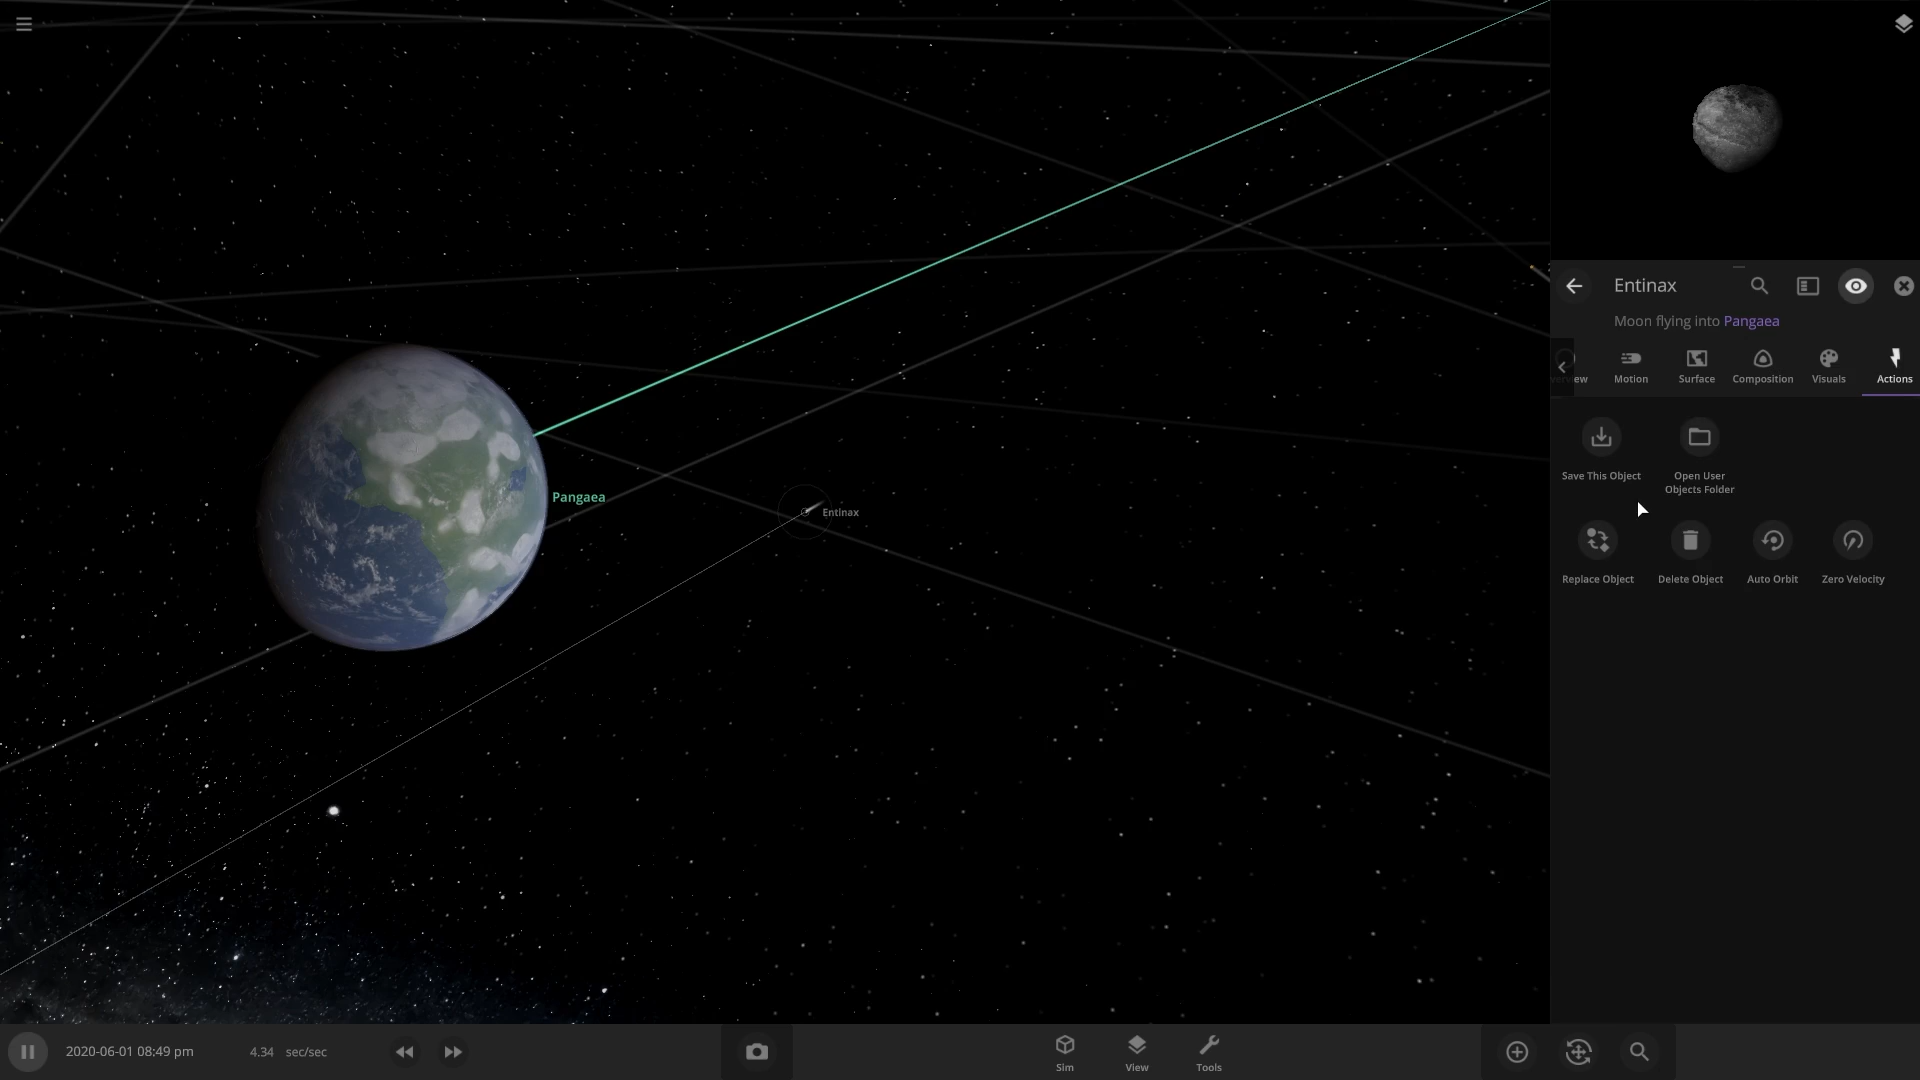 Entinax
Moon flying into Pangaea
Motion
Surface
Composition
Visuals
Actions
Save This Object
Open User
Objects Folder
Replace Object
Delete Object
Auto Orbit
Zero Velocity
Pangaea
Entinax
2020-06-01 08:49 pm
4.34 sec/sec
Sim
View
Tools